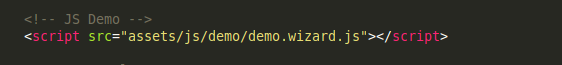 <!-- JS Demo -->
<script src="assets/js/demo/demo.wizard.js"></script>